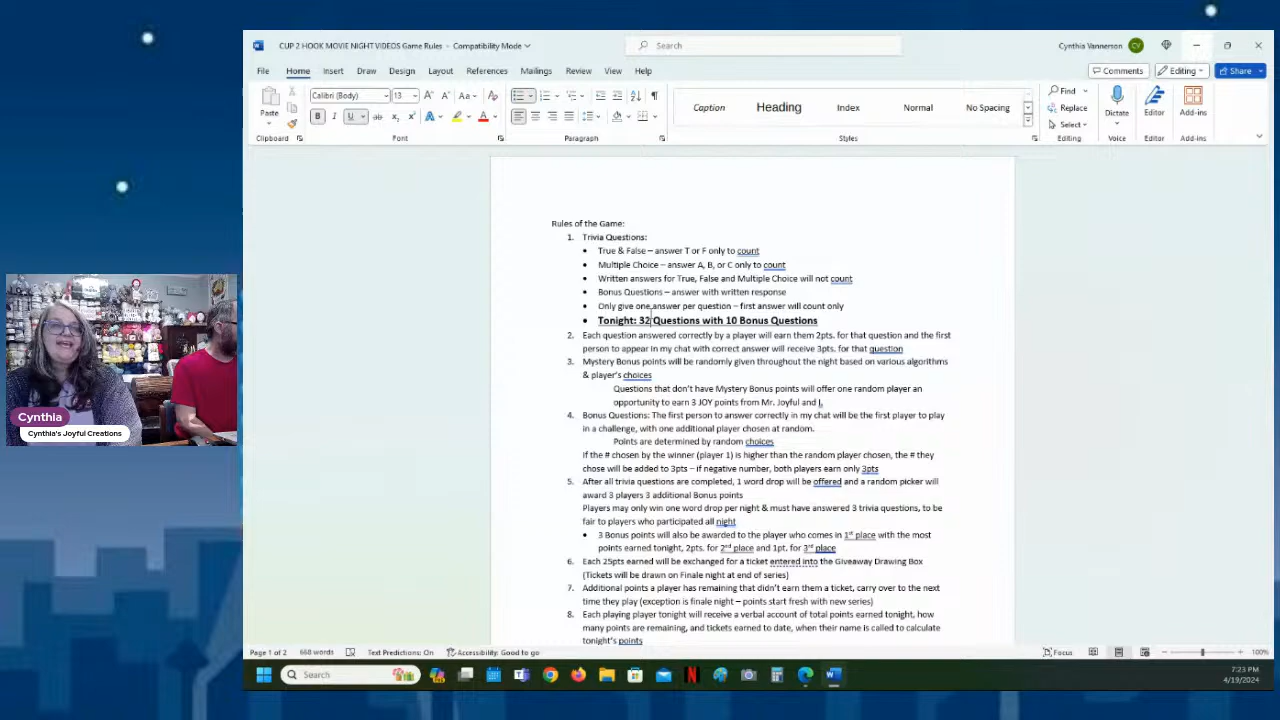 CUP 2 HOOK MOVIE NIGHT VIDEOS Game Rules - Compatibility Mode
Search
Cynthia Vannerson CV
File Home Insert Draw Design Layout References Mailings Review View Help
Comments Editing Share
Paste
Calibri (Body) 13
Caption Heading Index Normal No Spacing
Find
Replace
Select
Dictate Editor Add-ins
Clipboard Font Paragraph Styles Editing Voice Editor Add-ins
Rules of the Game:
1. Trivia Questions:
• True & False – answer T or F only to count
• Multiple Choice – answer A, B, or C only to count
• Written answers for True, False and Multiple Choice will not count
• Bonus Questions – answer with written response
• Only give one answer per question – first answer will count only
• Tonight: 32 Questions with 10 Bonus Questions
2. Each question answered correctly by a player will earn them 2pts. for that question and the first
person to appear in my chat with correct answer will receive 3pts. for that question
3. Mystery Bonus points will be randomly given throughout the night based on various algorithms
& player's choices
Questions that don't have Mystery Bonus points will offer one random player an
opportunity to earn 3 JOY points from Mr. Joyful and I.
4. Bonus Questions: The first person to answer correctly in my chat will be the first player to play
in a challenge, with one additional player chosen at random.
Points are determined by random choices
If the # chosen by the winner (player 1) is higher than the random player chosen, the # they
chose will be added to 3pts – if negative number, both players earn only 3pts
5. After all trivia questions are completed, 1 word drop will be offered and a random picker will
award 3 players 3 additional Bonus points
Players may only win one word drop per night & must have answered 3 trivia questions, to be
fair to players who participated all night
• 3 Bonus points will also be awarded to the player who comes in 1st place with the most
points earned tonight, 2pts. for 2nd place and 1pt. for 3rd place
6. Each 25pts earned will be exchanged for a ticket entered into the Giveaway Drawing Box
(Tickets will be drawn on Finale night at end of series)
7. Additional points a player has remaining that didn't earn them a ticket, carry over to the next
time they play (exception is finale night – points start fresh with new series)
8. Each playing player tonight will receive a verbal account of total points earned tonight, how
many points are remaining, and tickets earned to date, when their name is called to calculate
tonight's points
Cynthia
Cynthia's Joyful Creations
Page 1 of 2 660 words Text Predictions: On Accessibility: Good to go Focus 100%
Search
7:23 PM
4/19/2024